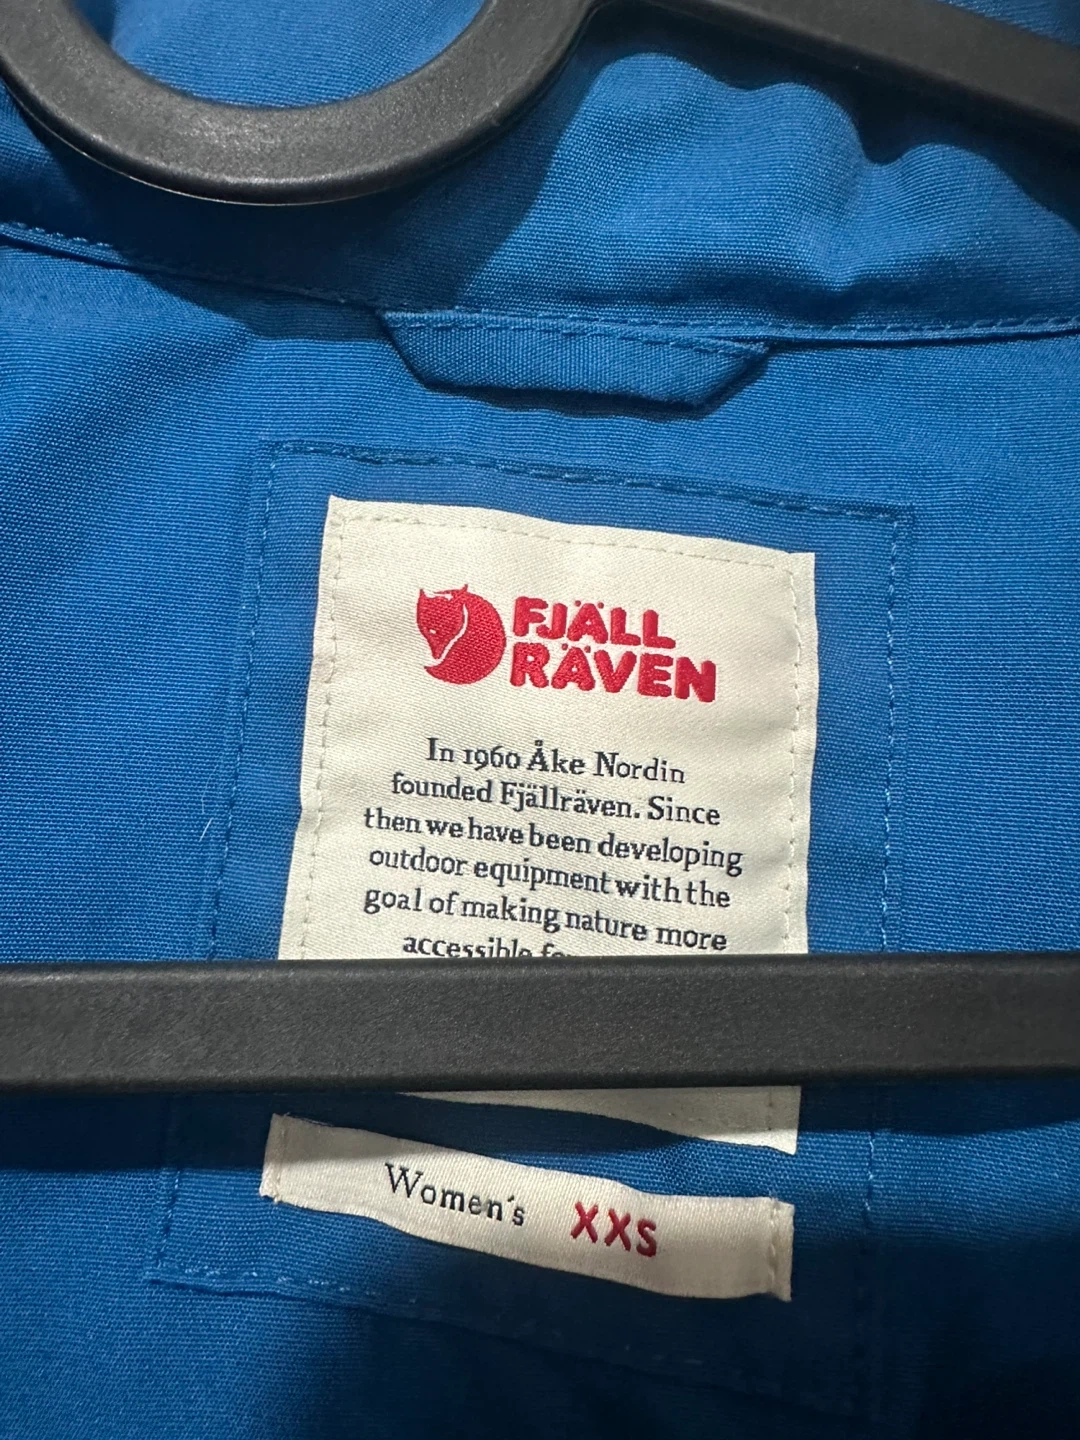 FJÄLL
RÄVEN
In 1960 Åke Nordin
founded Fjällräven. Since
then we have been developing
outdoor equipment with the
goal of making nature more
accessible
Women's XXS